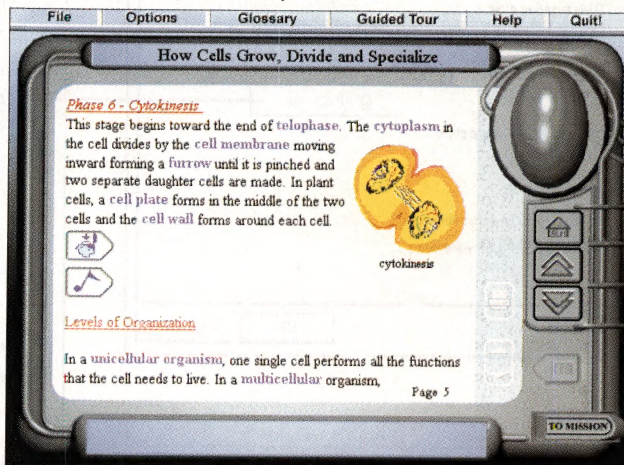 File Options Glossary Guided Tour Help Quit!
How Cells Grow, Divide and Specialize
Phase 6 - Cytokinesis
This stage begins toward the end of telophase. The cytoplasm in
the cell divides by the cell membrane moving
inward forming a furrow until it is pinched and
two separate daughter cells are made. In plant
cells, a cell plate forms in the middle of the two
cells and the cell wall forms around each cell.
cytokinesis
Levels of Organization
In a unicellular organism, one single cell performs all the functions
that the cell needs to live. In a multicellular organism,
Page 5
TO MISSION